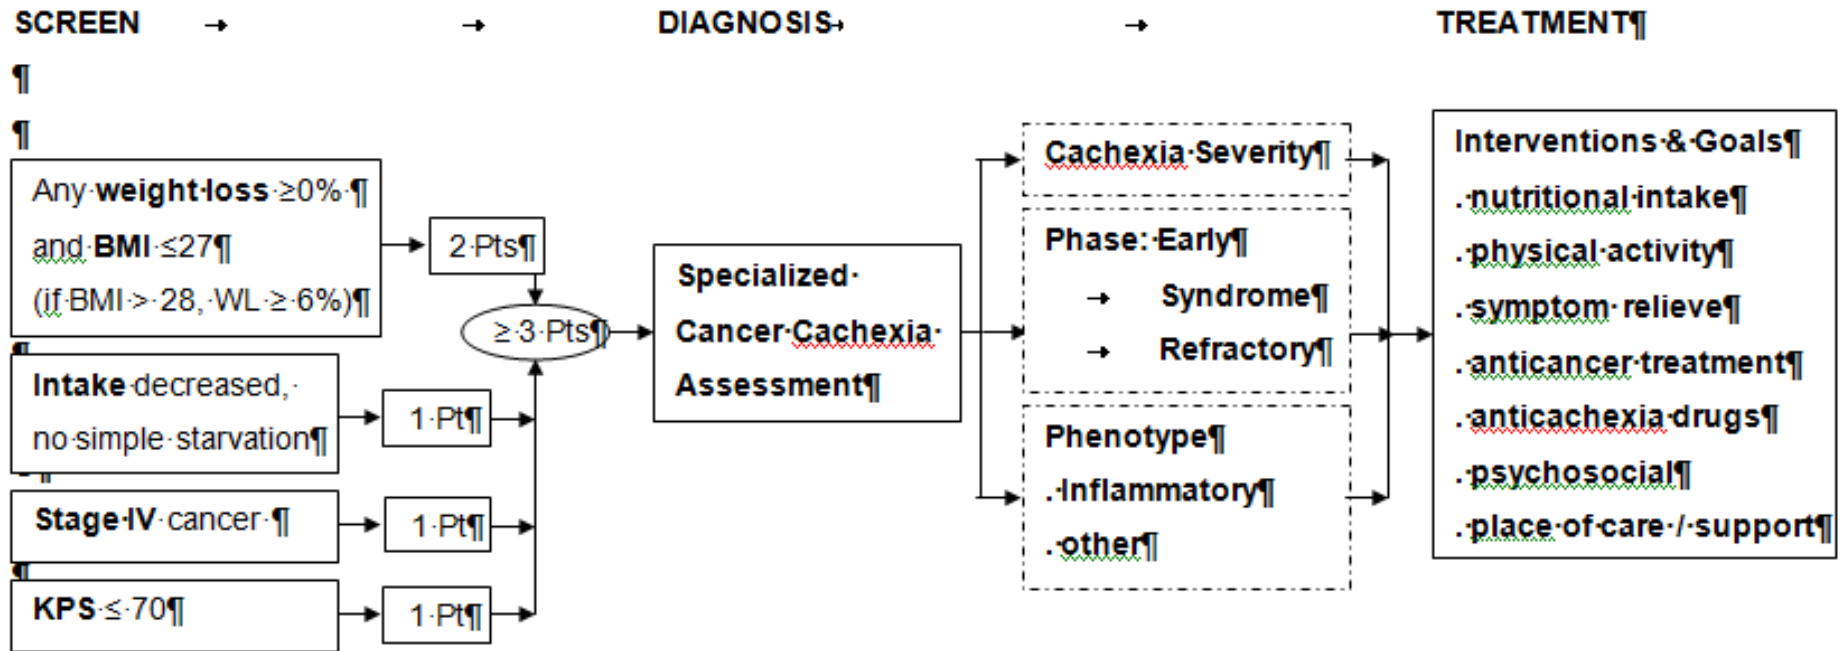 SCREEN → → DIAGNOSIS→ → TREATMENT¶
¶
¶
Any·weight·loss·≥0%·¶
and·BMI·≤27¶
(if·BMI·>·28,·WL·≥·6%)¶
2·Pts¶
¶
Intake·decreased,·
no·simple·starvation¶
1·Pt¶
¶
Stage·IV·cancer·¶
1·Pt¶
¶
KPS·≤·70¶
1·Pt¶
≥·3·Pts¶
Specialized·
Cancer·Cachexia·
Assessment¶
Cachexia·Severity¶
Phase:·Early¶
→ Syndrome¶
→ Refractory¶
Phenotype¶
.·Inflammatory¶
.·other¶
Interventions·&·Goals¶
.·nutritional·intake¶
.·physical·activity¶
.·symptom·relieve¶
.·anticancer·treatment¶
.·anticachexia·drugs¶
.·psychosocial¶
.·place·of·care·/·support¶